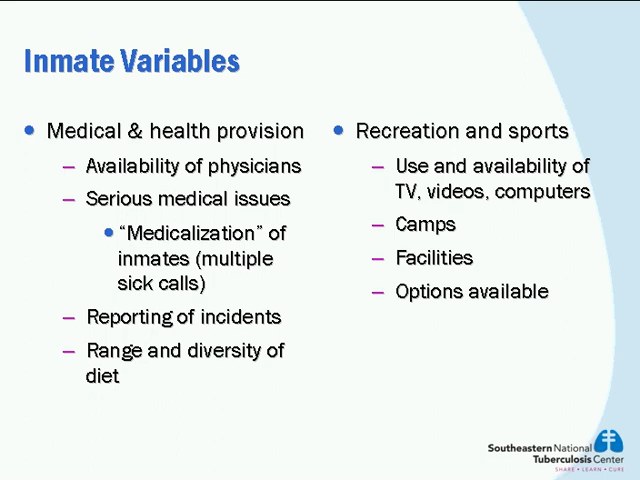 Inmate Variables
• Medical & health provision
– Availability of physicians
– Serious medical issues
• “Medicalization” of
inmates (multiple
sick calls)
– Reporting of incidents
– Range and diversity of
diet
• Recreation and sports
– Use and availability of
TV, videos, computers
– Camps
– Facilities
– Options available
Southeastern National
Tuberculosis Center
SHARE • LEARN • CURE